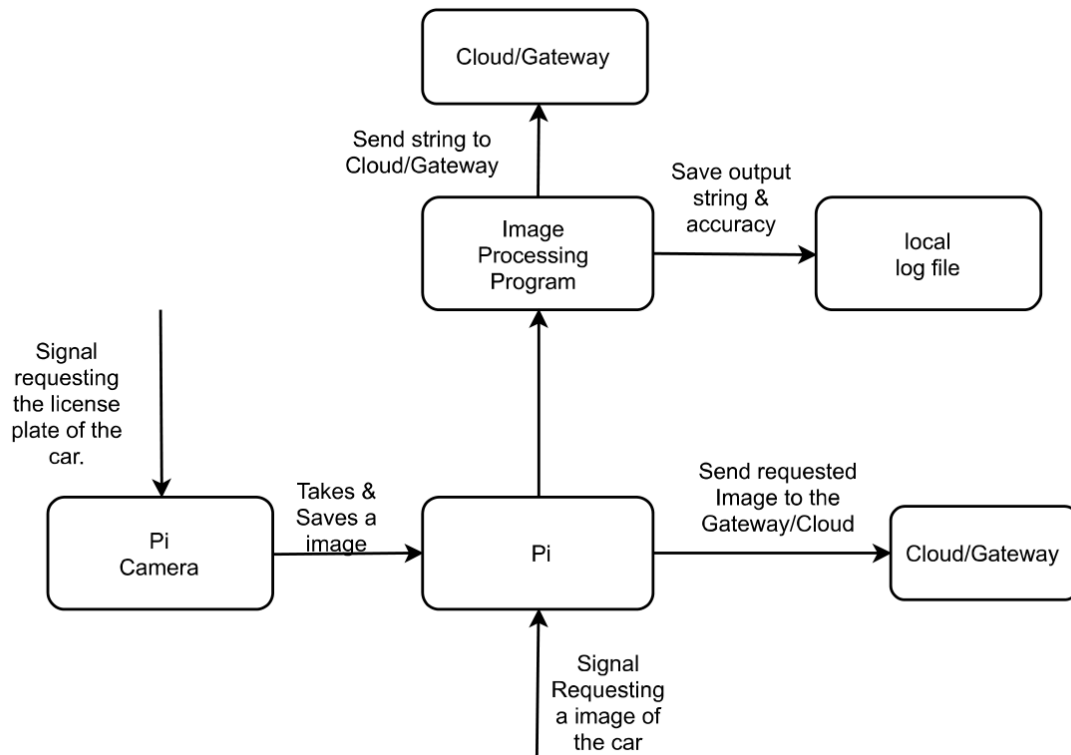 Cloud/Gateway
Send string to
Cloud/Gateway
Save output
string &
accuracy
Image
Processing
Program
local
log file
Signal
requesting
the license
plate of the
car.
Takes &
Saves a
image
Send requested
Image to the
Gateway/Cloud
Pi
Camera
Pi
Cloud/Gateway
Signal
Requesting
a image of
the car